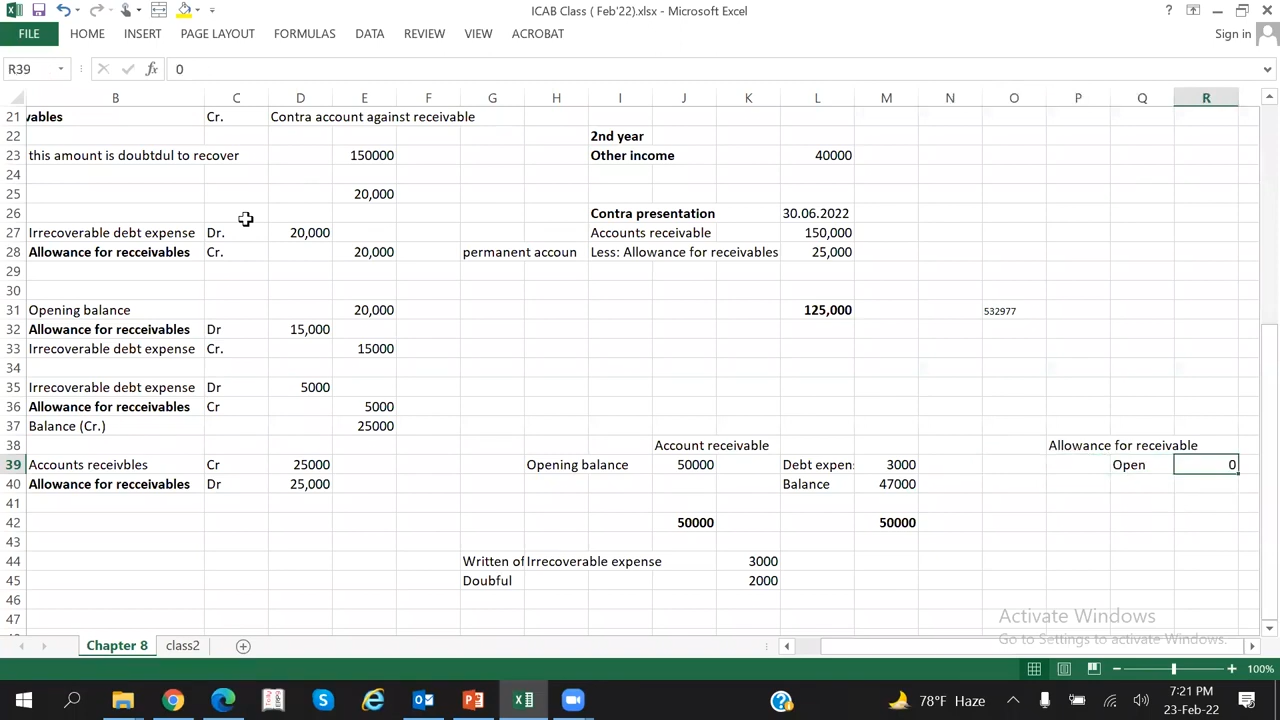 ICAB Class ( Feb'22).xlsx - Microsoft Excel
FILE HOME INSERT PAGE LAYOUT FORMULAS DATA REVIEW VIEW ACROBAT Sign in
R39 fx 0
B C D E F G H I J K L M N O P Q R
21 vables Cr. Contra account against receivable
22 2nd year
23 this amount is doubtdul to recover 150000 Other income 40000
24
25 20,000
26 Contra presentation 30.06.2022
27 Irrecoverable debt expense Dr. 20,000 Accounts receivable 150,000
28 Allowance for recceivables Cr. 20,000 permanent accoun Less: Allowance for receivables 25,000
29
30
31 Opening balance 20,000 125,000 532977
32 Allowance for recceivables Dr 15,000
33 Irrecoverable debt expense Cr. 15000
34
35 Irrecoverable debt expense Dr 5000
36 Allowance for recceivables Cr 5000
37 Balance (Cr.) 25000
38 Account receivable Allowance for receivable
39 Accounts receivbles Cr 25000 Opening balance 50000 Debt expen 3000 Open 0
40 Allowance for recceivables Dr 25,000 Balance 47000
41
42 50000 50000
43
44 Written of Irrecoverable expense 3000
45 Doubful 2000
46
47
Activate Windows
Go to Settings to activate Windows.
Chapter 8 class2
100%
78°F Haze 7:21 PM
23-Feb-22